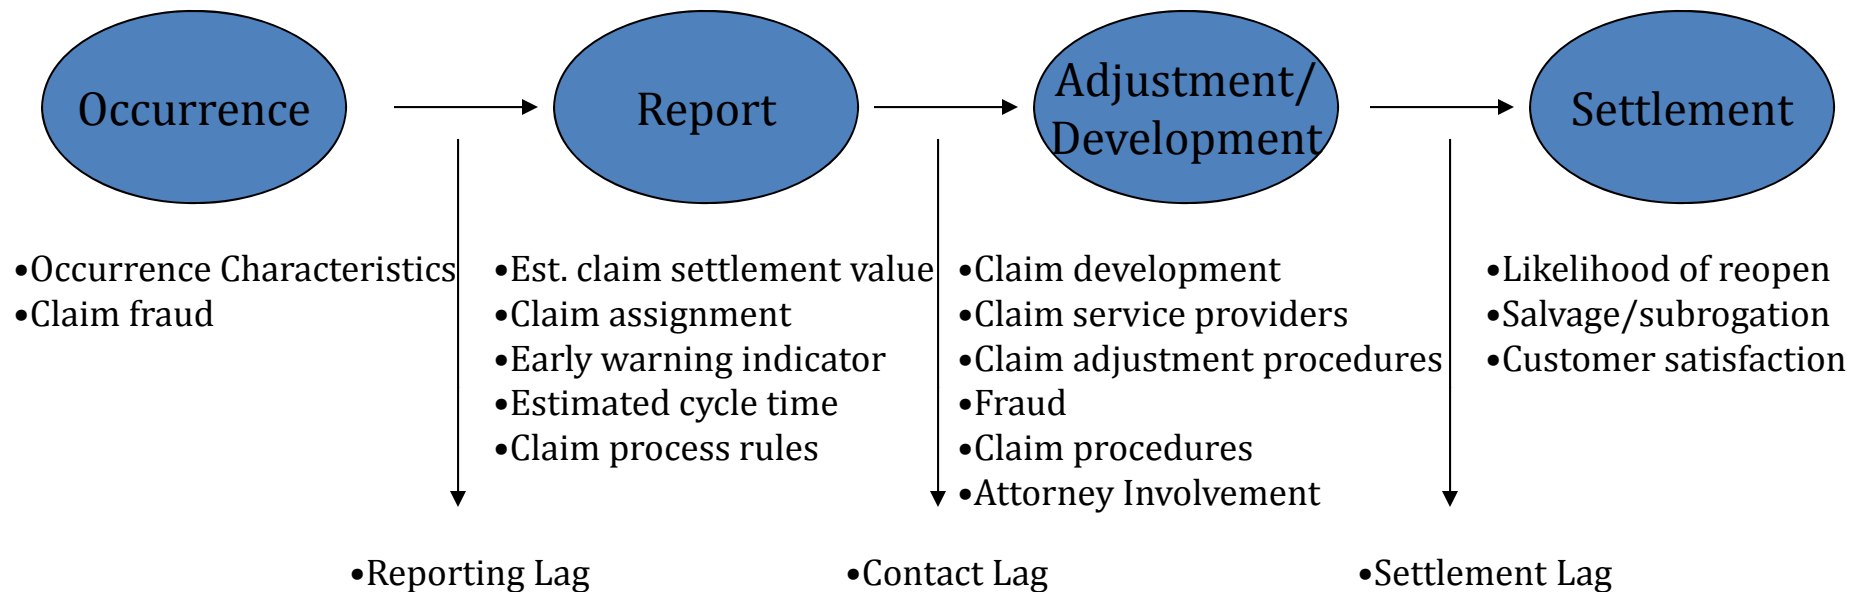 Occurrence
Report
Adjustment/
Development
Settlement
•Occurrence Characteristics
•Claim fraud
•Est. claim settlement value
•Claim assignment
•Early warning indicator
•Estimated cycle time
•Claim process rules
•Claim development
•Claim service providers
•Claim adjustment procedures
•Fraud
•Claim procedures
•Attorney Involvement
•Likelihood of reopen
•Salvage/subrogation
•Customer satisfaction
•Reporting Lag
•Contact Lag
•Settlement Lag